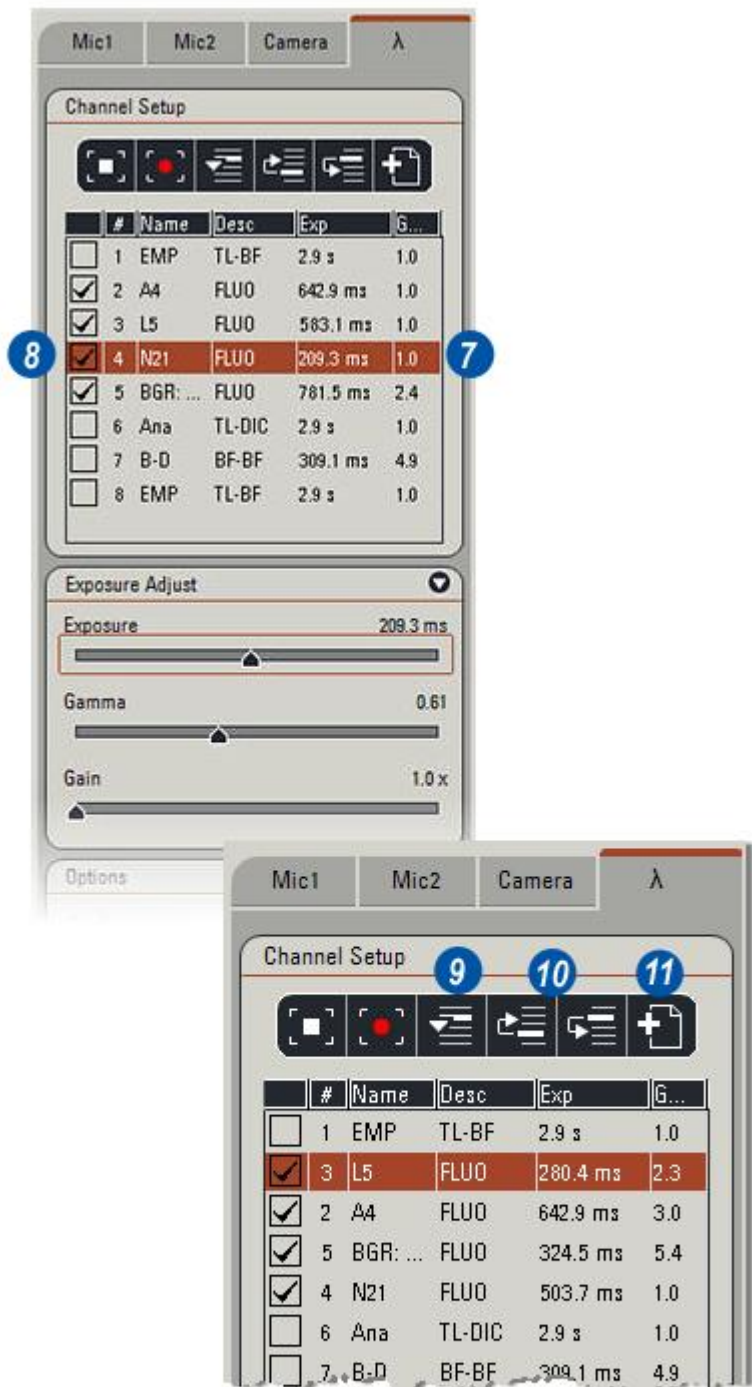 Mic1 Mic2 Camera λ
Channel Setup
# Name Desc Exp G...
1 EMP TL-BF 2.9 s 1.0
2 A4 FLUO 642.9 ms 1.0
3 L5 FLUO 583.1 ms 1.0
8 4 N21 FLUO 209.3 ms 1.0 7
5 BGR: ... FLUO 781.5 ms 2.4
6 Ana TL-DIC 2.9 s 1.0
7 B-D BF-BF 309.1 ms 4.9
8 EMP TL-BF 2.9 s 1.0
Exposure Adjust
Exposure 209.3 ms
Gamma 0.61
Gain 1.0 x
Options
Mic1 Mic2 Camera λ
Channel Setup 9 10 11
# Name Desc Exp G...
1 EMP TL-BF 2.9 s 1.0
3 L5 FLUO 280.4 ms 2.3
2 A4 FLUO 642.9 ms 3.0
5 BGR: ... FLUO 324.5 ms 5.4
4 N21 FLUO 503.7 ms 1.0
6 Ana TL-DIC 2.9 s 1.0
7 B-D BF-BF 309.1 ms 4.9